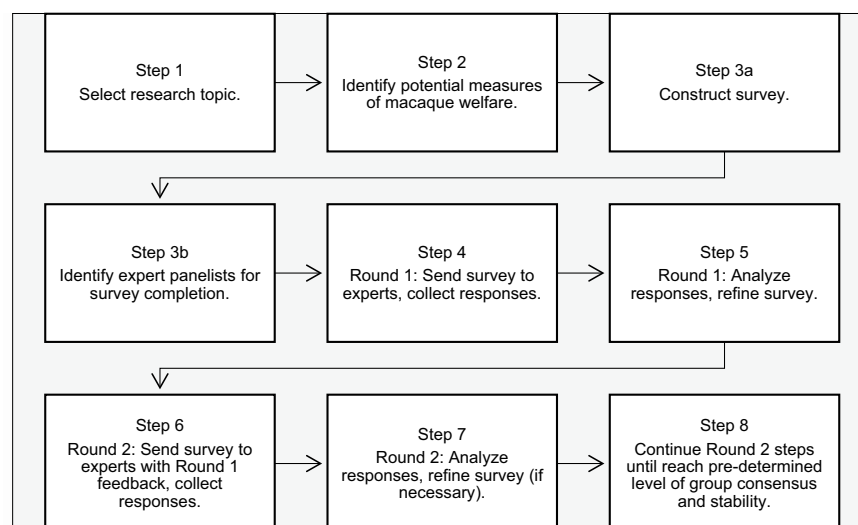 Step 1
Select research topic.
Step 2
Identify potential measures
of macaque welfare.
Step 3a
Construct survey.
Step 3b
Identify expert panelists for
survey completion.
Step 4
Round 1: Send survey to
experts, collect responses.
Step 5
Round 1: Analyze
responses, refine survey.
Step 6
Round 2: Send survey to
experts with Round 1
feedback, collect
responses.
Step 7
Round 2: Analyze
responses, refine survey (if
necessary).
Step 8
Continue Round 2 steps
until reach pre-determined
level of group consensus
and stability.